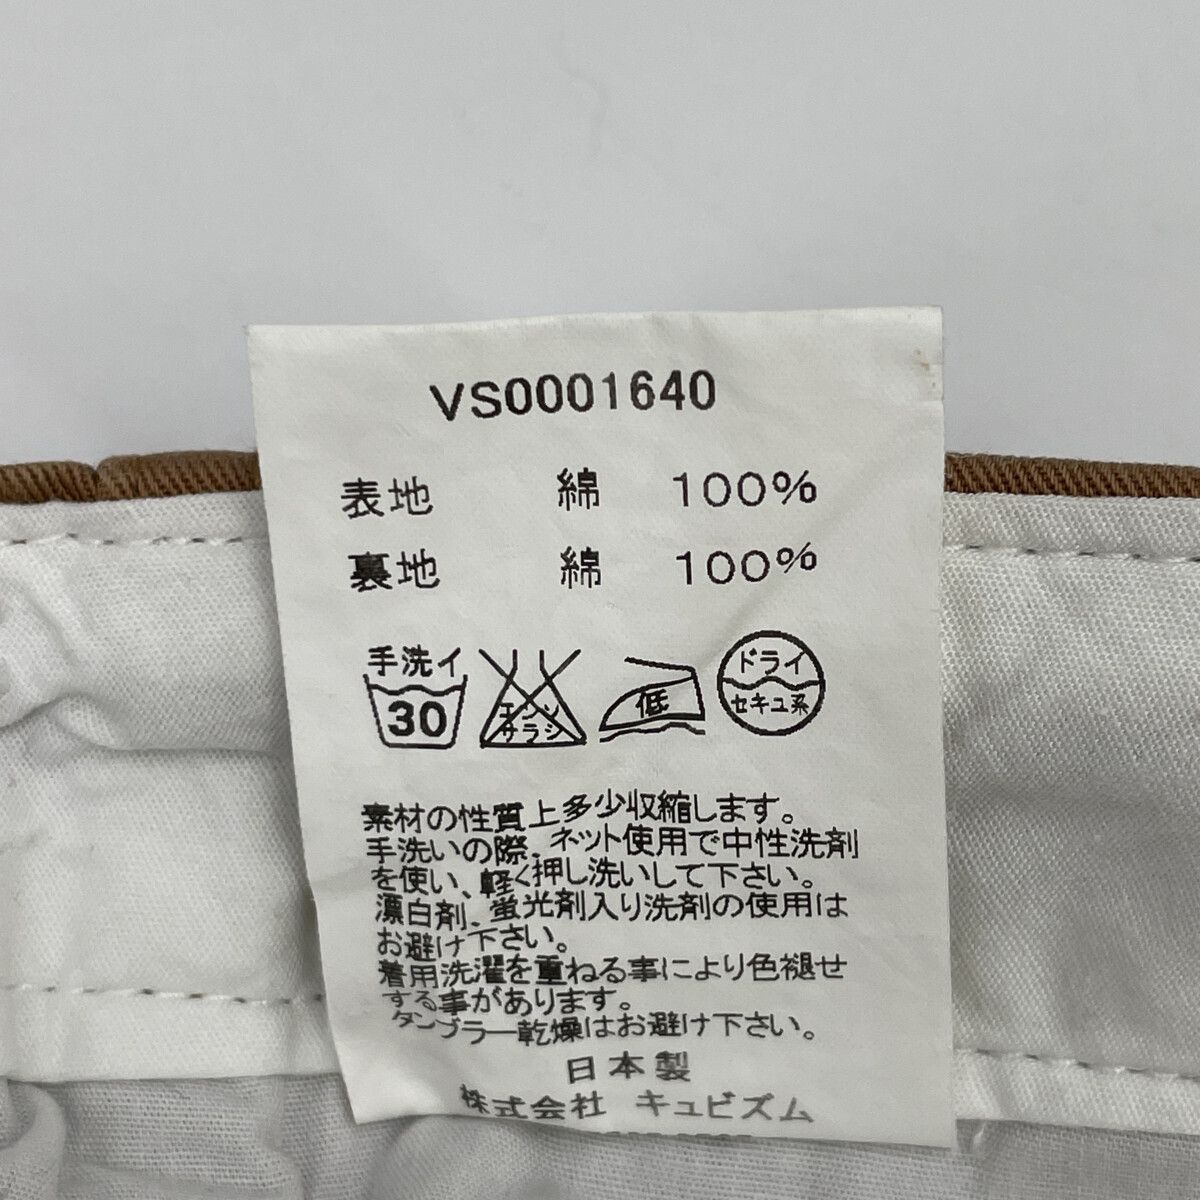 VS0001640
表地 綿 100%
裏地 綿 100%
手洗イ
30
エンソ
サラシ
低
ドライ
セキユ系
素材の性質上多少収縮します。
手洗いの際、ネット使用で中性洗剤
を使い、軽く押し洗いして下さい。
漂白剤、蛍光剤入り洗剤の使用は
お避け下さい。
着用洗濯を重ねる事により色褪せ
する事があります。
タンブラー乾燥はお避け下さい。
日本製
株式会社 キュビズム